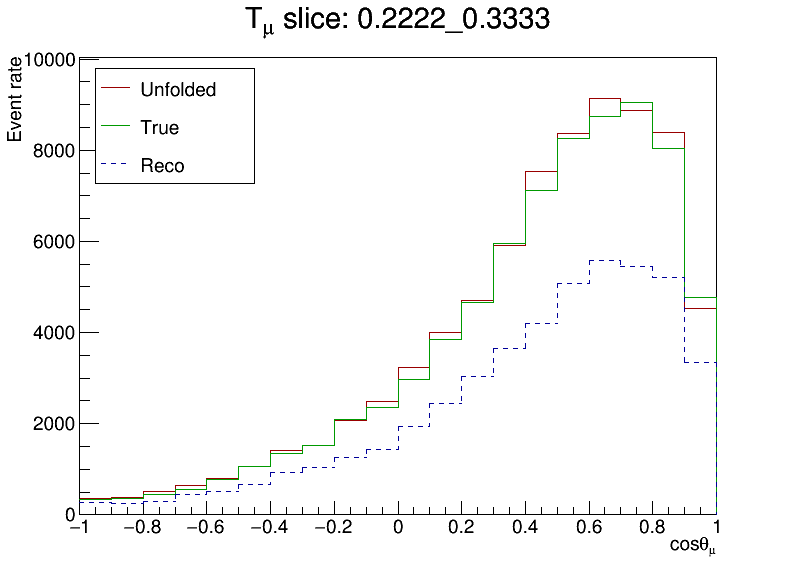 Tμ slice: 0.2222_0.3333
Event rate
10000
8000
6000
4000
2000
0
Unfolded
True
Reco
−1 −0.8 −0.6 −0.4 −0.2 0 0.2 0.4 0.6 0.8 1
cosθμ